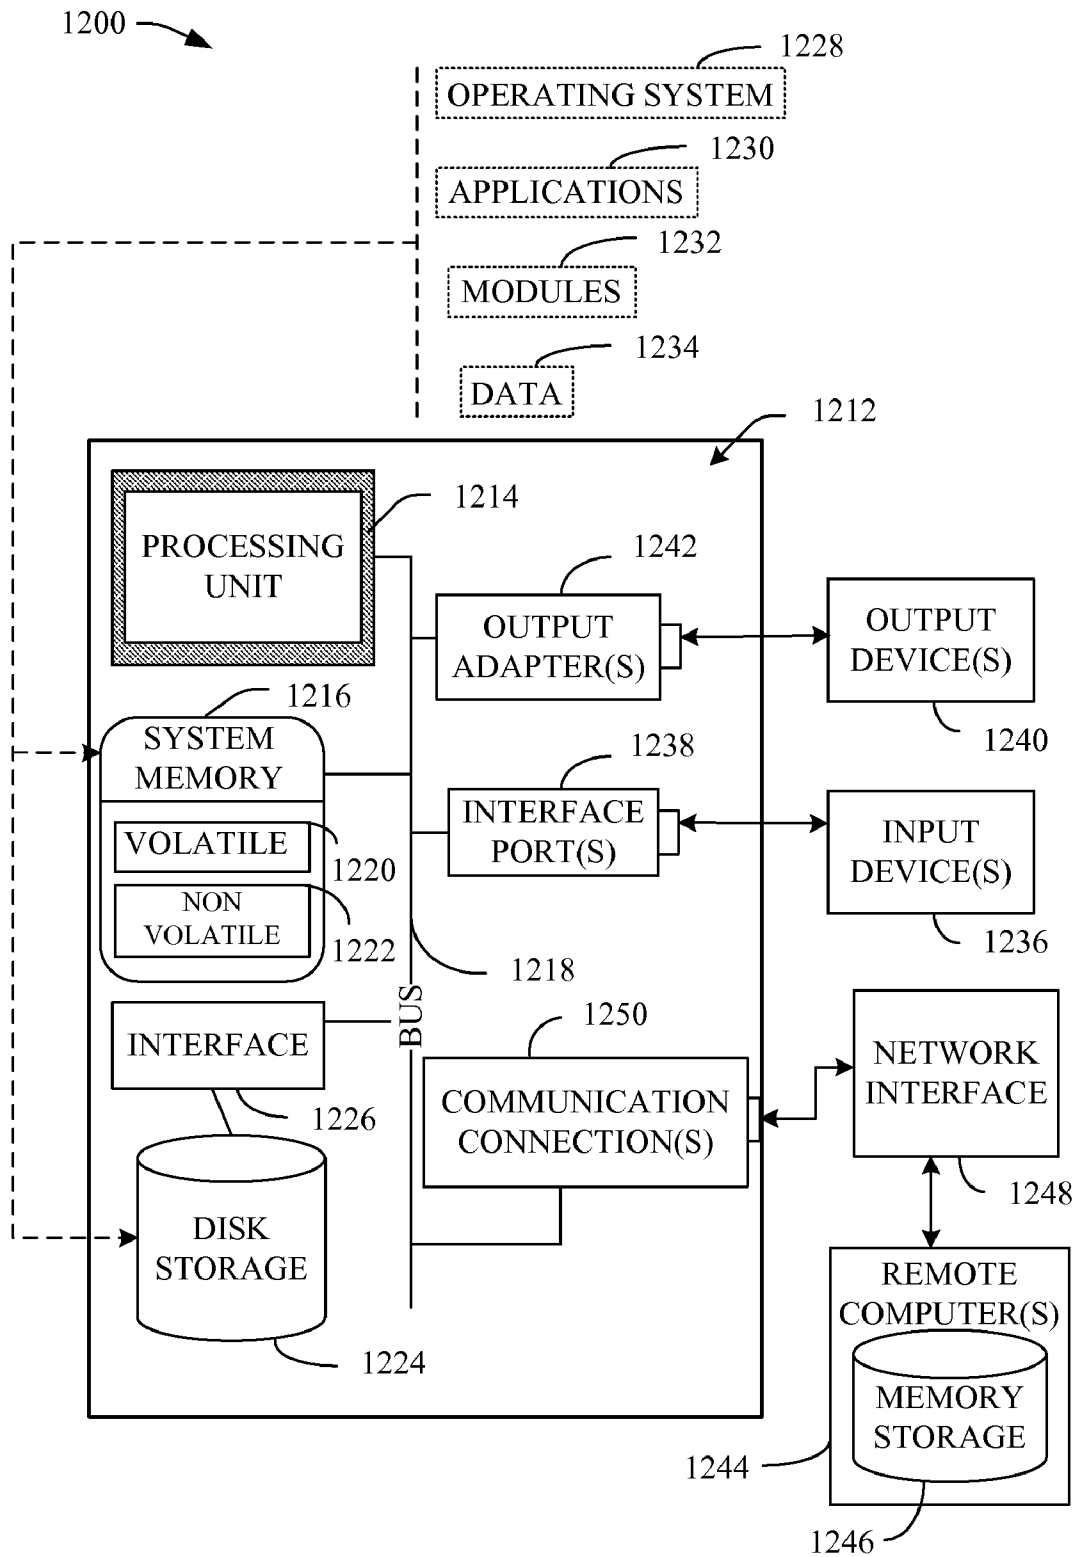 1200
1228
OPERATING SYSTEM
1230
APPLICATIONS
1232
MODULES
1234
DATA
1212
1214
PROCESSING
UNIT
1242
OUTPUT
ADAPTER(S)
OUTPUT
DEVICE(S)
1240
1216
SYSTEM
MEMORY
1238
INTERFACE
PORT(S)
INPUT
DEVICE(S)
1236
VOLATILE
1220
NON
VOLATILE
1222
1218
BUS
INTERFACE
1226
1250
COMMUNICATION
CONNECTION(S)
NETWORK
INTERFACE
1248
DISK
STORAGE
1224
REMOTE
COMPUTER(S)
MEMORY
STORAGE
1244
1246